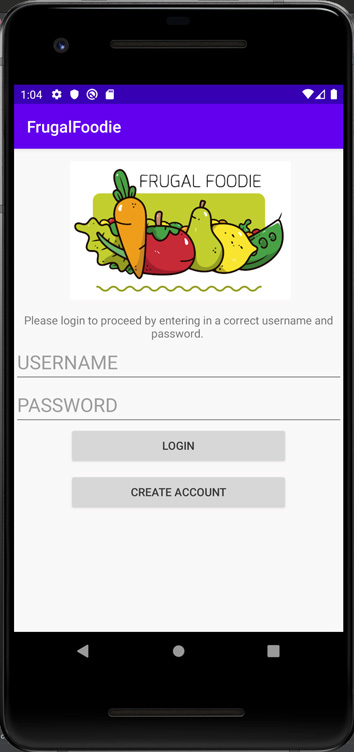 1:04
FrugalFoodie
FRUGAL FOODIE
Please login to proceed by entering in a correct username and
password.
USERNAME
PASSWORD
LOGIN
CREATE ACCOUNT